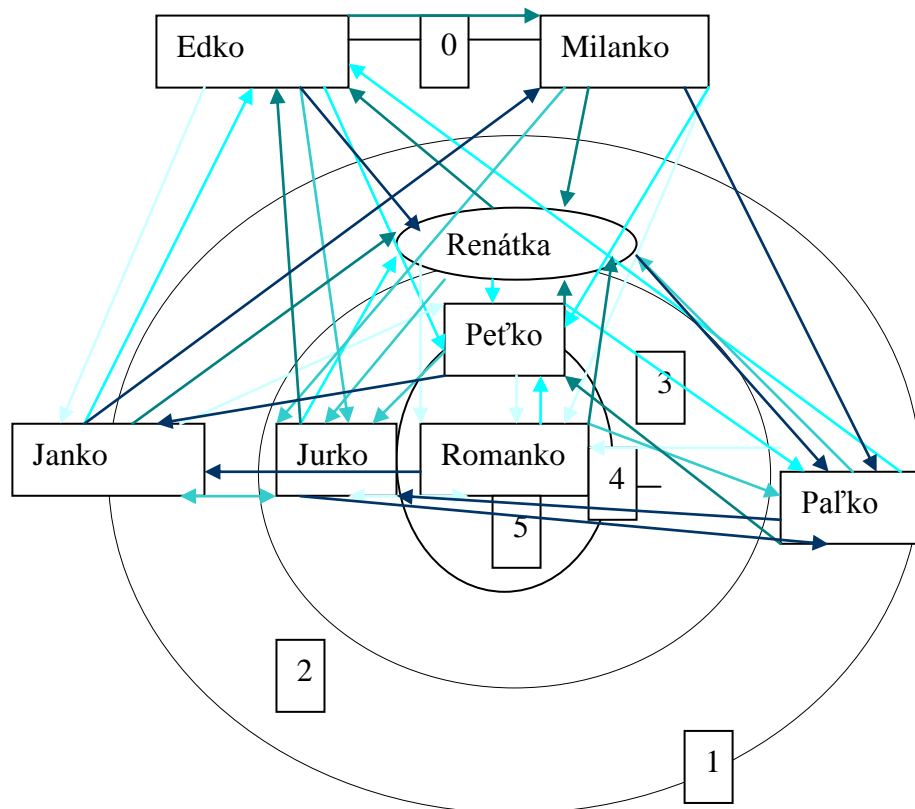 Edko
0
Milanko
Renátka
Peťko
3
Janko
Jurko
Romanko
4
Paľko
5
2
1